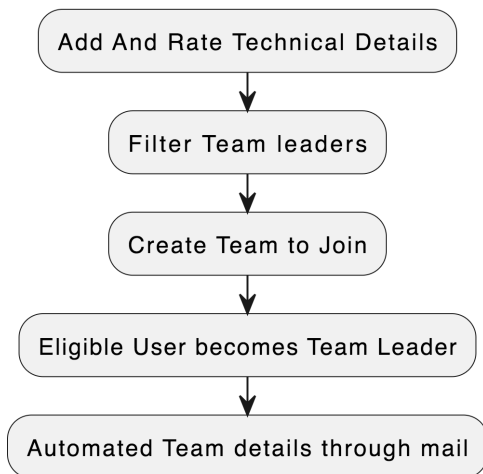 Add And Rate Technical Details
Filter Team leaders
Create Team to Join
Eligible User becomes Team Leader
Automated Team details through mail